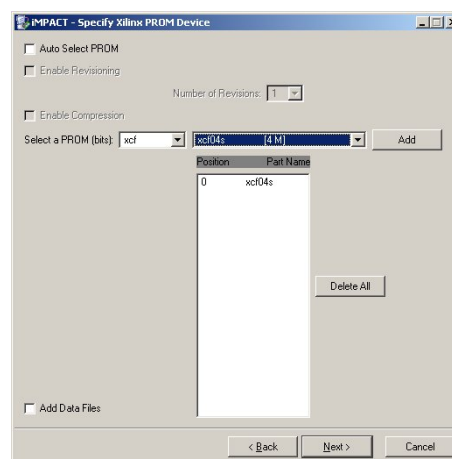 iMPACT - Specify Xilinx PROM Device
Auto Select PROM
Enable Revisioning
Number of Revisions: 1
Enable Compression
Select a PROM (bits): xcf xcf04s [4 M] Add
Position Part Name
0 xcf04s
Delete All
Add Data Files
< Back Next > Cancel